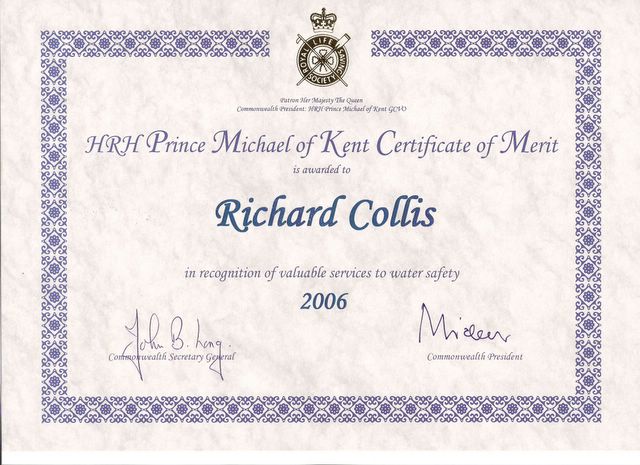 ROYAL LIFE SAVING SOCIETY
Patron Her Majesty The Queen
Commonwealth President: HRH Prince Michael of Kent GCVO
HRH Prince Michael of Kent Certificate of Merit
is awarded to
Richard Collis
in recognition of valuable services to water safety
2006
John B. Long.
Commonwealth Secretary General
Commonwealth President